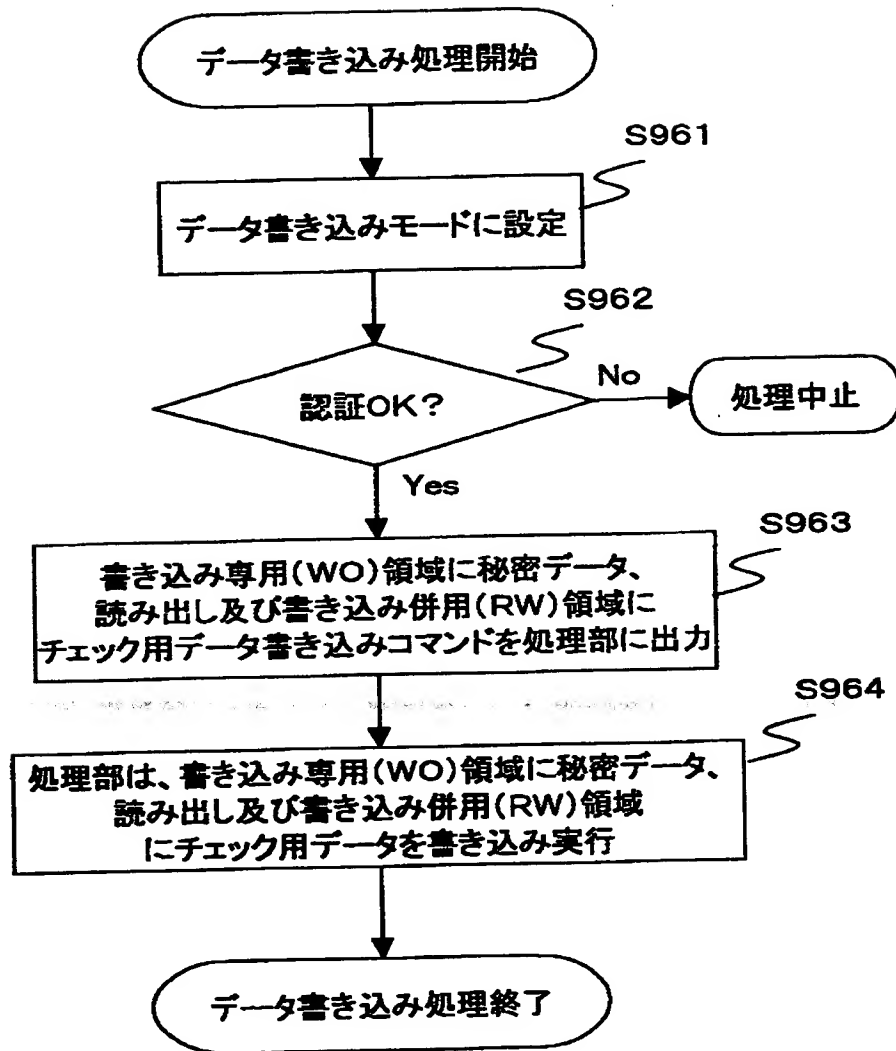 データ書き込み処理開始
S961
データ書き込みモードに設定
S962
認証OK?
No
処理中止
Yes
S963
書き込み専用(WO)領域に秘密データ、
読み出し及び書き込み併用(RW)領域に
チェック用データ書き込みコマンドを処理部に出力
S964
処理部は、書き込み専用(WO)領域に秘密データ、
読み出し及び書き込み併用(RW)領域
にチェック用データを書き込み実行
データ書き込み処理終了